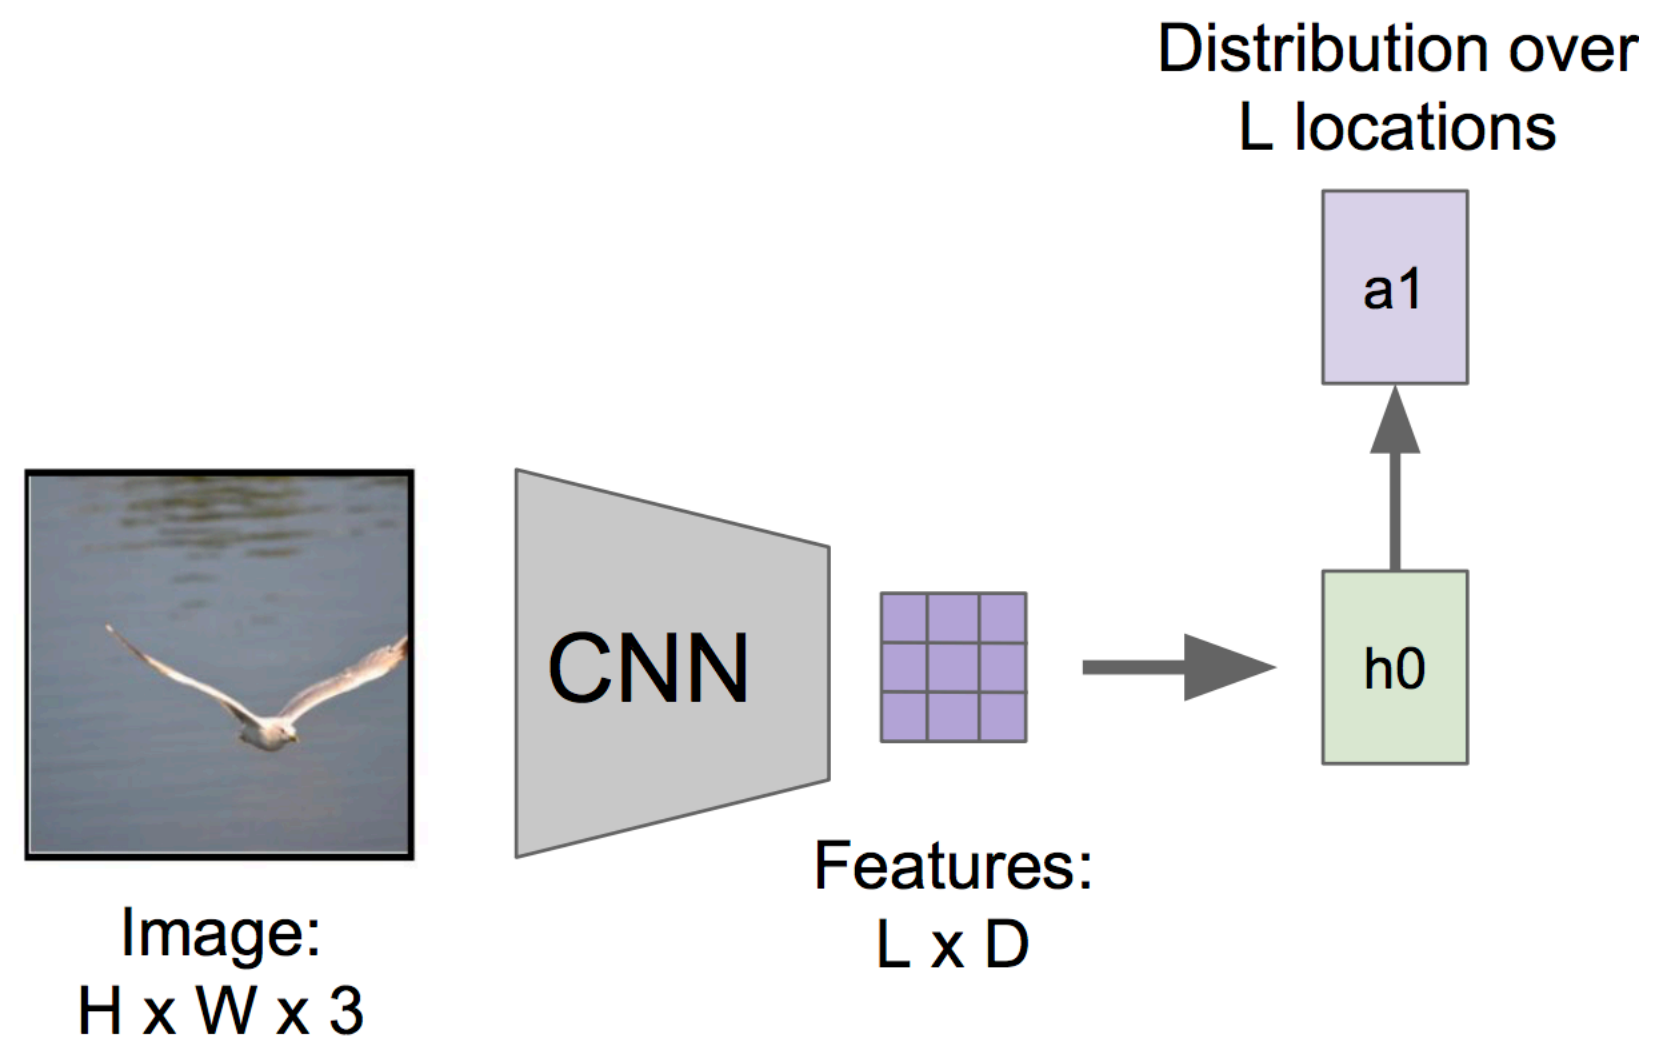 Distribution over
L locations
a1
CNN
h0
Features:
L x D
Image:
H x W x 3